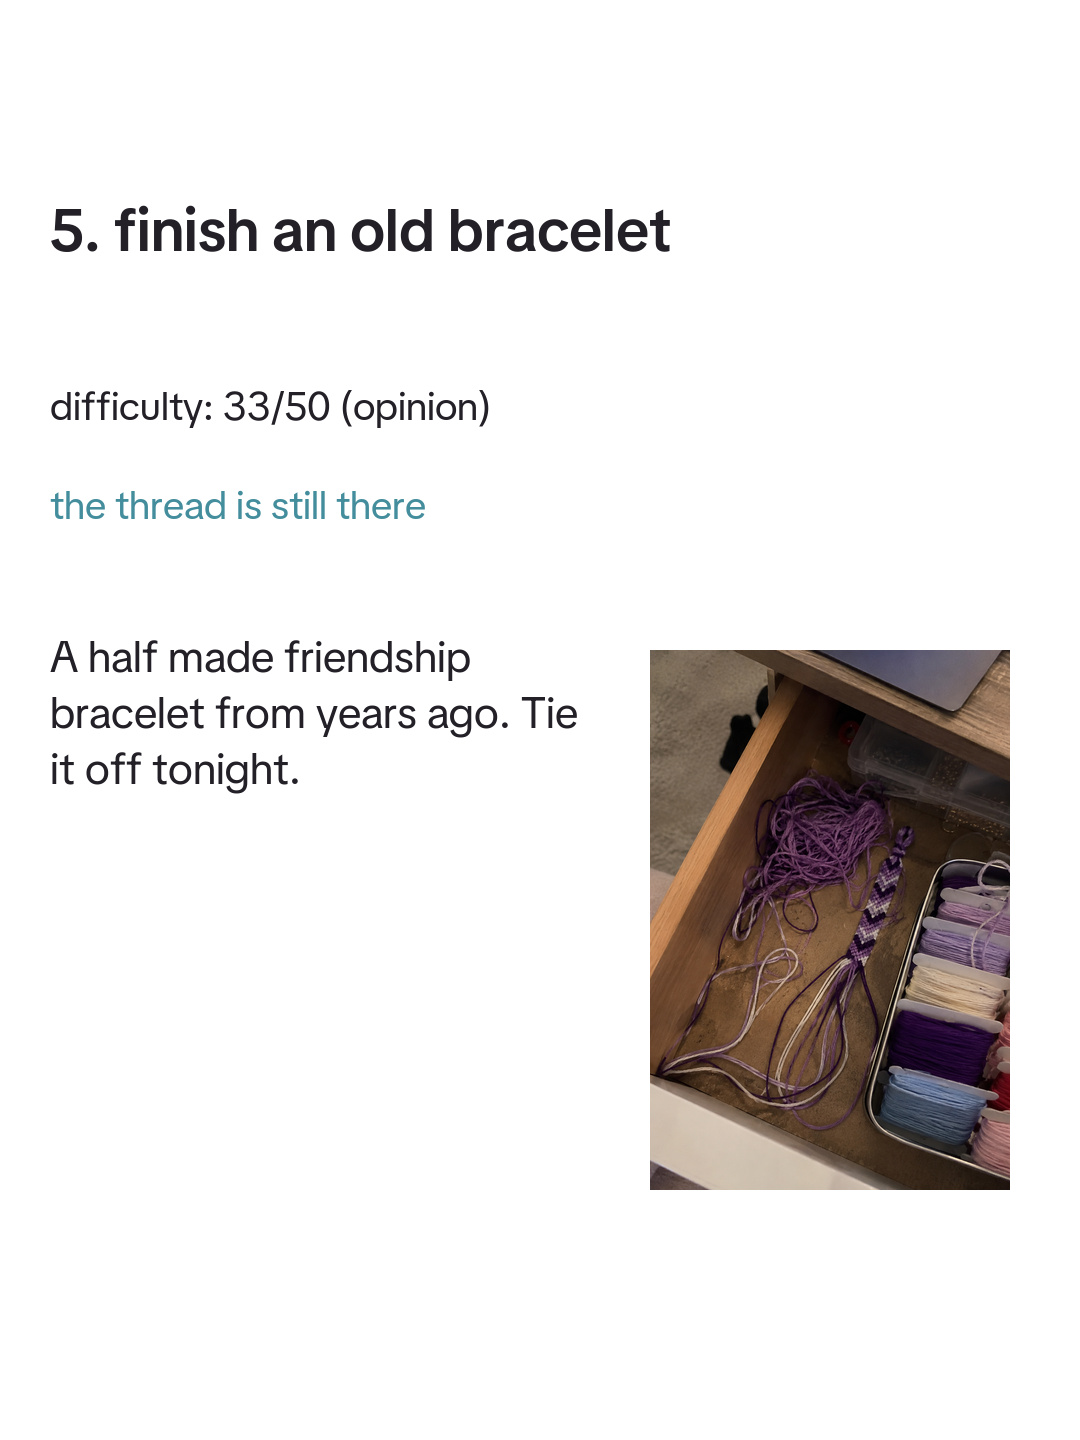 5. finish an old bracelet
difficulty: 33/50 (opinion)
the thread is still there
A half made friendship
bracelet from years ago. Tie
it off tonight.